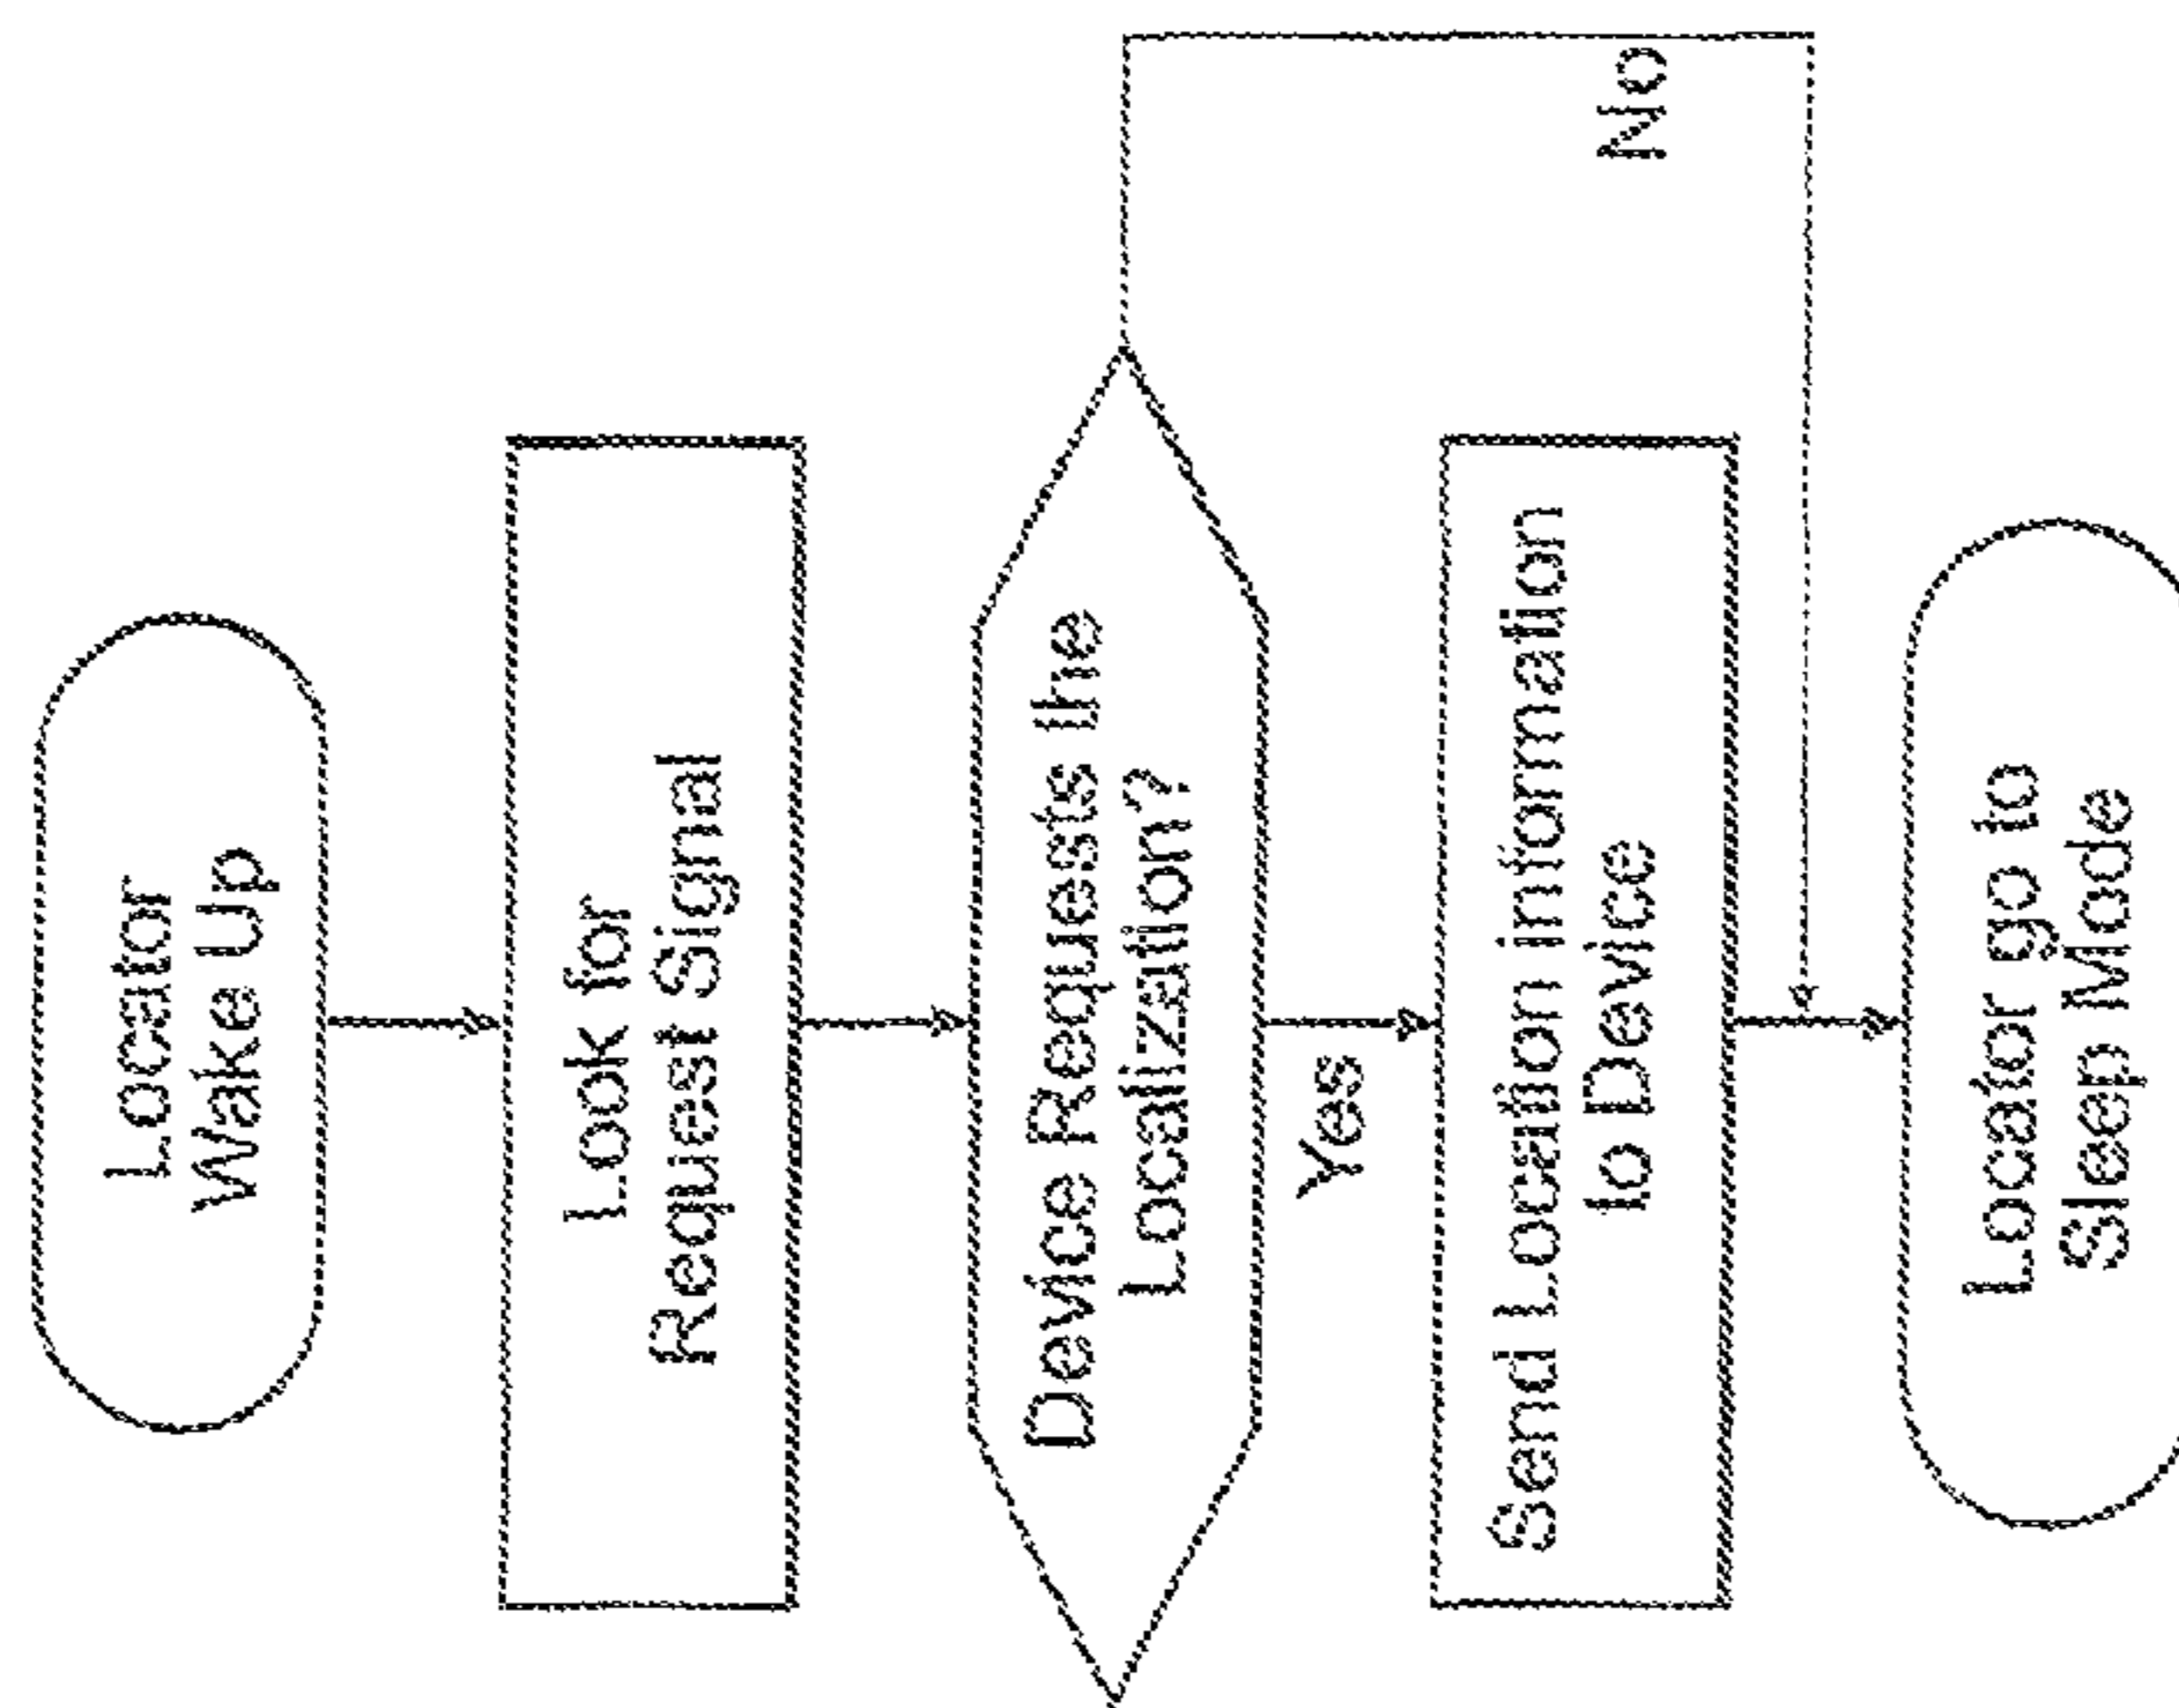 Locator
Wake Up
Look for
Request Signal
Device Requests the
Localization?
Yes
No
Send Location information
to Device
Locator go to
Sleep Mode